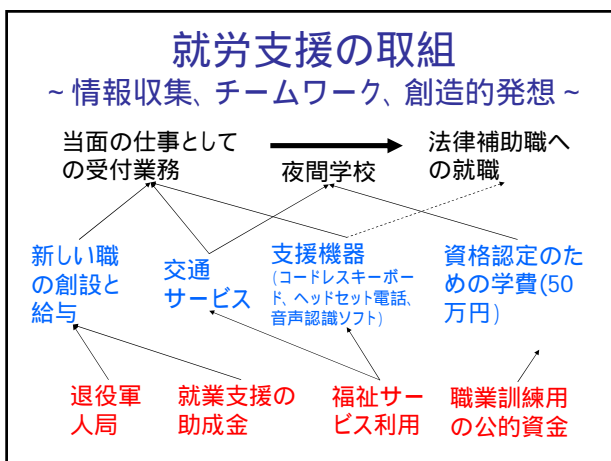 就労支援の取組
~ 情報収集、チームワーク、創造的発想 ~
当面の仕事として
の受付業務
夜間学校
法律補助職へ
の就職
新しい職
の創設と
給与
交通
サービス
支援機器
(コードレスキーボー
ド、ヘッドセット電話、
音声認識ソフト)
資格認定のた
めの学費(50
万円)
退役軍
人局
就業支援の
助成金
福祉サー
ビス利用
職業訓練用
の公的資金